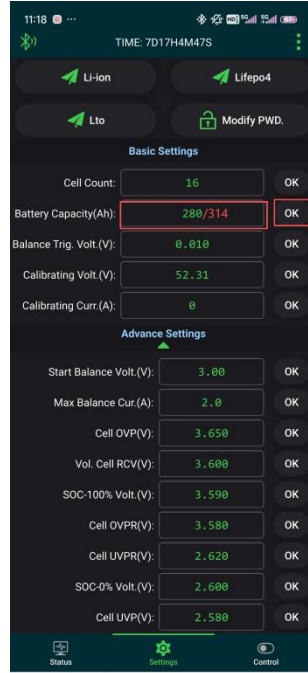 11:18
TIME: 7D17H4M47S
Li-ion
Lifepo4
Lto
Modify PWD.
Basic Settings
Cell Count: 16 OK
Battery Capacity(Ah): 280/314 OK
Balance Trig. Volt.(V): 0.010 OK
Calibrating Volt.(V): 52.31 OK
Calibrating Curr.(A): 0 OK
Advance Settings
Start Balance Volt.(V): 3.00 OK
Max Balance Cur.(A): 2.0 OK
Cell OVP(V): 3.650 OK
Vol. Cell RCV(V): 3.600 OK
SOC-100% Volt.(V): 3.590 OK
Cell OVPR(V): 3.580 OK
Cell UVPR(V): 2.620 OK
SOC-0% Volt.(V): 2.600 OK
Cell UVP(V): 2.580 OK
Status Settings Control